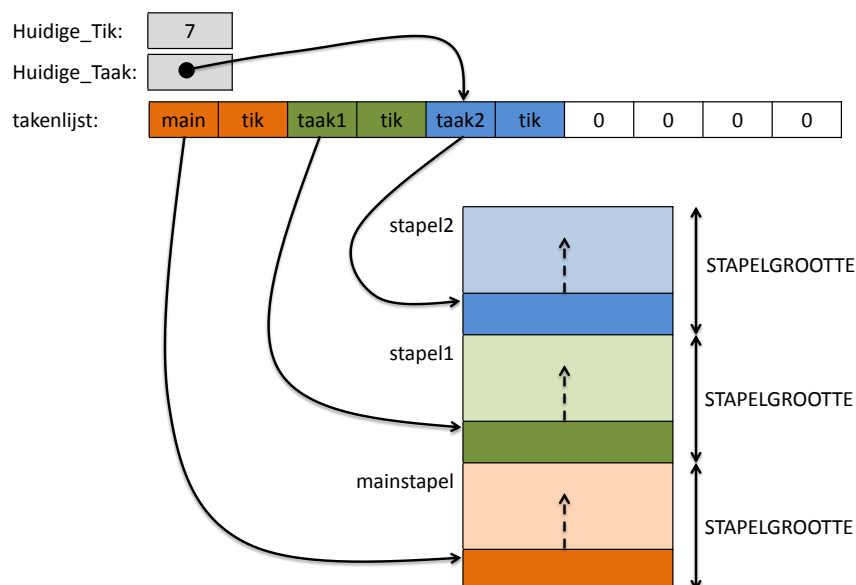 Huidige_Tik: 7
Huidige_Taak:
takenlijst: main tik taak1 tik taak2 tik 0 0 0 0
stapel2
STAPELGROOTTE
stapel1
STAPELGROOTTE
mainstapel
STAPELGROOTTE